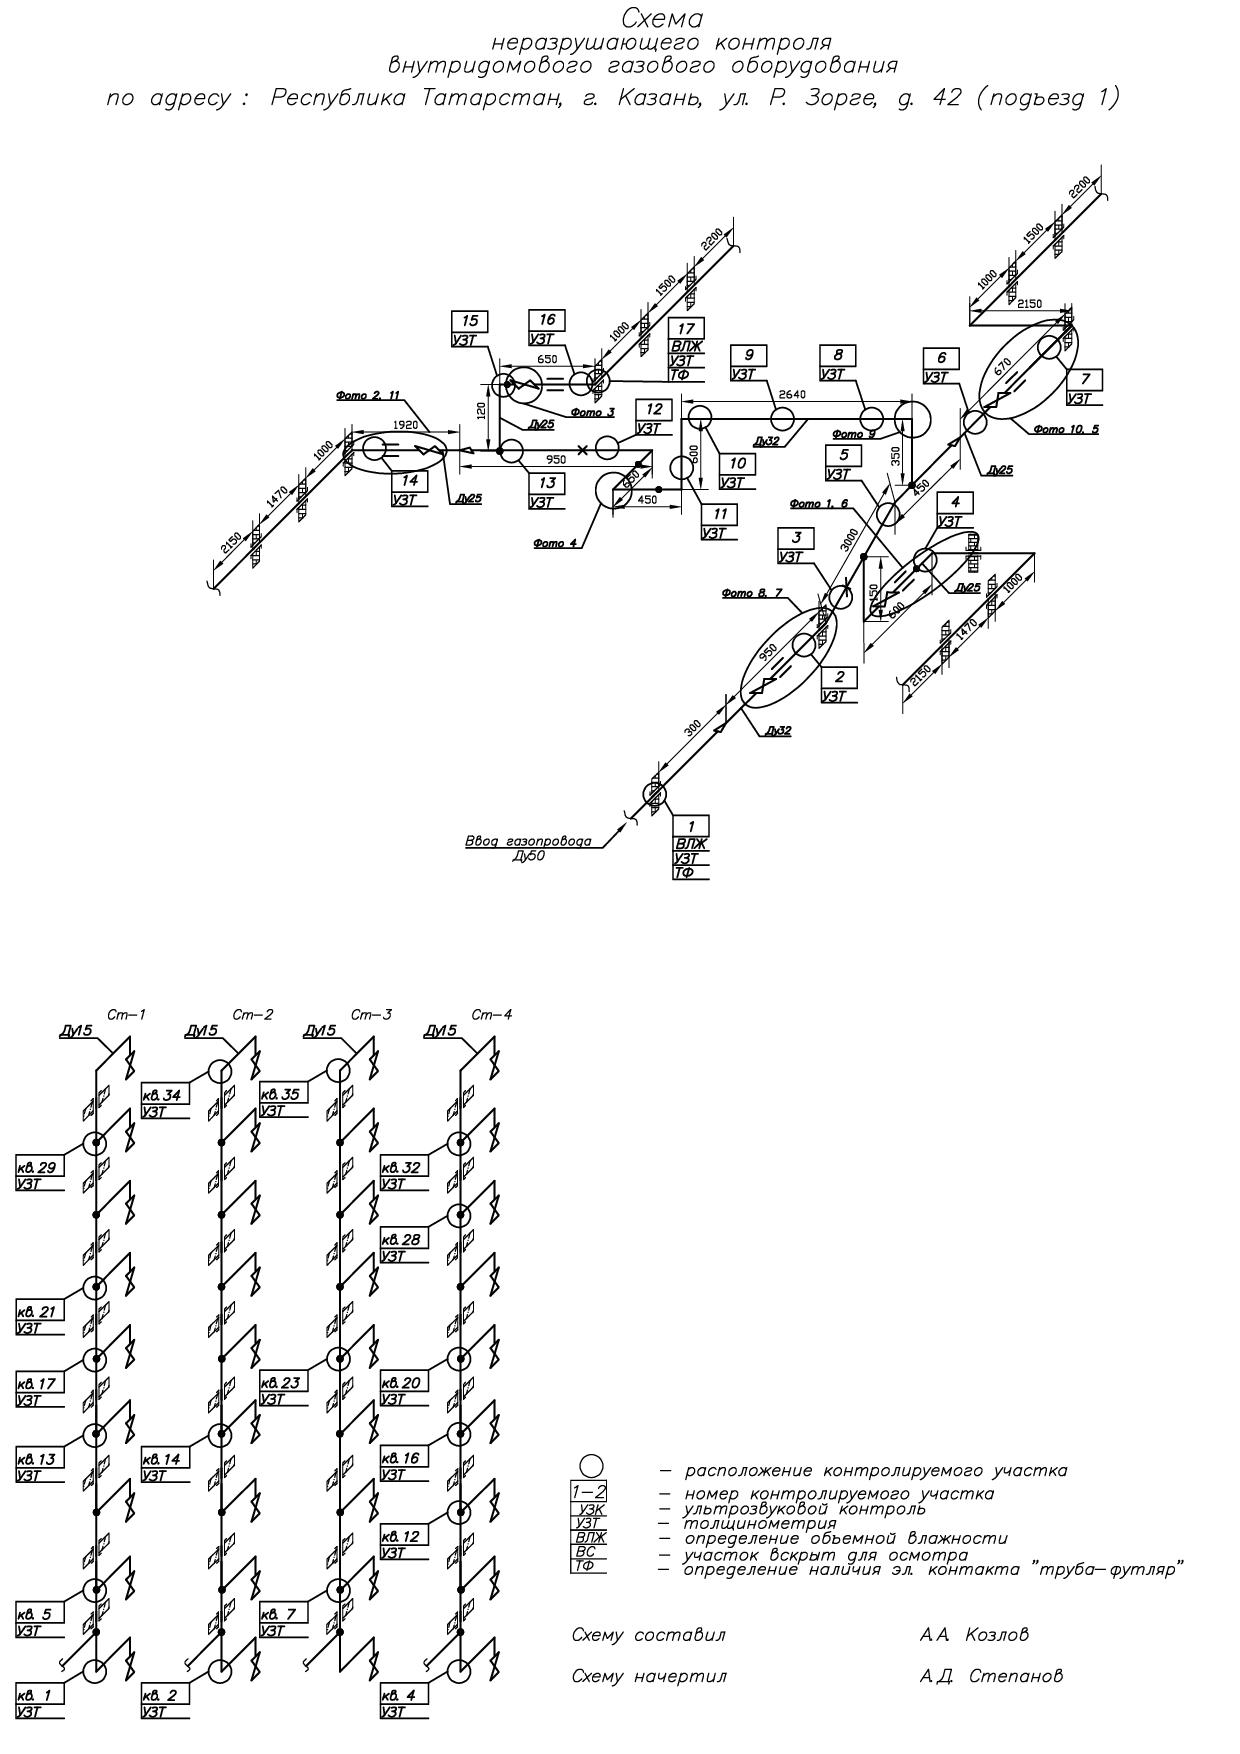 Схема
неразрушающего контроля
внутридомового газового оборудования
по адресу : Республика Татарстан, г. Казань, ул. Р. Зорге, д. 42 (подъезд 1)
2200
1500
1000
2150
2200
1500
1000
15
УЗТ
16
УЗТ
17
ВЛЖ
УЗТ
ТФ
650
9
УЗТ
8
УЗТ
6
УЗТ
670
7
УЗТ
Фото 2, 11
120
Фото 3
2640
12
УЗТ
1920
Ду25
Ду32
Фото 9
Фото 10, 5
1000
950
600
350
5
УЗТ
10
УЗТ
Ду25
14
УЗТ
Ду25
13
УЗТ
650
450
450
1470
2150
Фото 4
11
УЗТ
Фото 1, 6
4
УЗТ
3
УЗТ
3000
150
600
Ду25
1000
1470
2150
Фото 8, 7
950
2
УЗТ
300
Ду32
1
ВЛЖ
УЗТ
ТФ
Ввод газопровода
Ду50
Ст-1
Ст-2
Ст-3
Ст-4
Ду15
Ду15
Ду15
Ду15
кв. 34
УЗТ
кв. 35
УЗТ
кв. 29
УЗТ
кв. 32
УЗТ
кв. 28
УЗТ
кв. 21
УЗТ
кв. 17
УЗТ
кв. 23
УЗТ
кв. 20
УЗТ
кв. 13
УЗТ
кв. 14
УЗТ
кв. 16
УЗТ
кв. 12
УЗТ
кв. 5
УЗТ
кв. 7
УЗТ
кв. 1
УЗТ
кв. 2
УЗТ
кв. 4
УЗТ
– расположение контролируемого участка
1-2 – номер контролируемого участка
УЗК – ультрозвуковой контроль
УЗТ – толщинометрия
ВЛЖ – определение объемной влажности
ВС – участок вскрыт для осмотра
ТФ – определение наличия эл. контакта "труба-футляр"
Схему составил А.А. Козлов
Схему начертил А.Д. Степанов